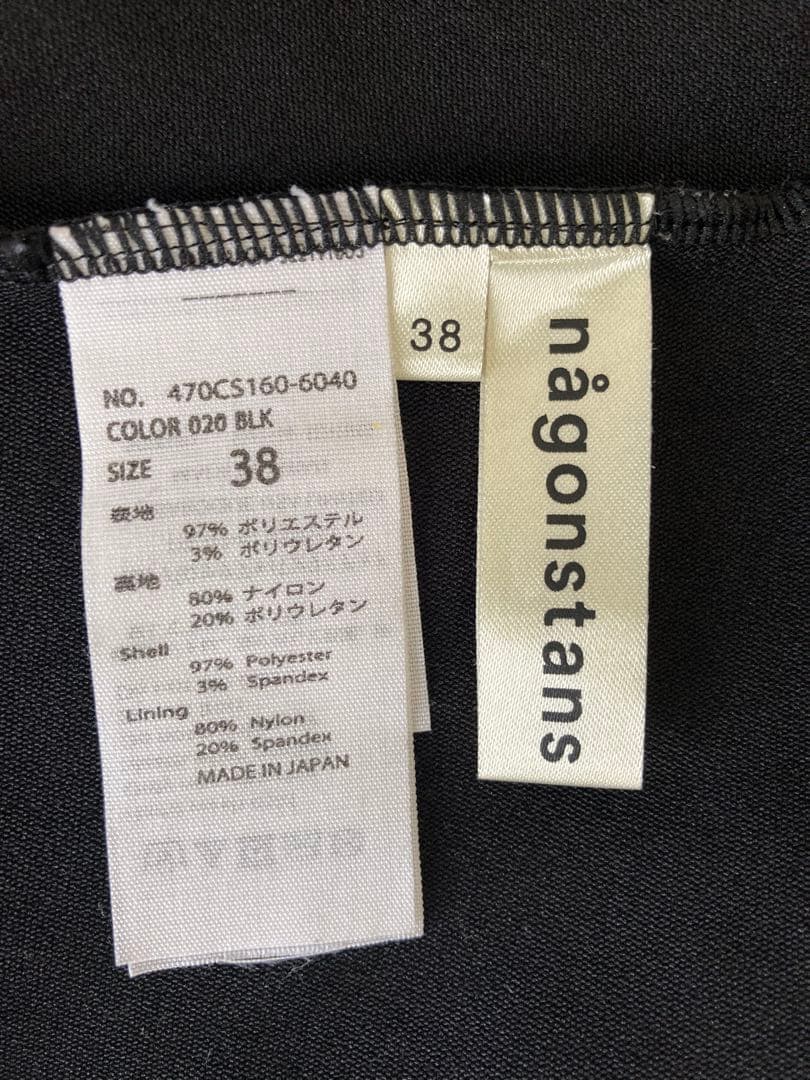 NO. 470CS160-6040
COLOR 020 BLK
SIZE 38
表地
97% ポリエステル
3% ポリウレタン
裏地
80% ナイロン
20% ポリウレタン
Shell
97% Polyester
3% Spandex
Lining
80% Nylon
20% Spandex
MADE IN JAPAN
38
någonstans